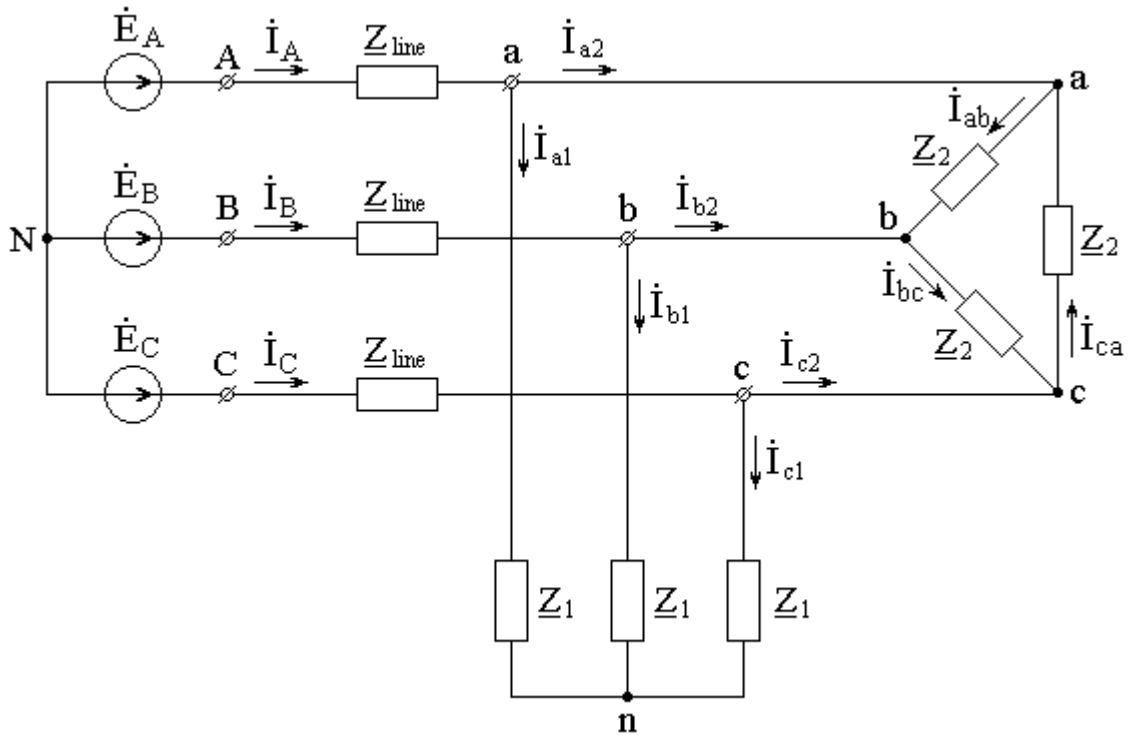 Ė_A A İ_A Z_line a İ_a2 a
İ_ab
İ_a1 Z_2
Ė_B B İ_B Z_line b İ_b2 b
N Z_2
İ_bc
İ_b1
Ė_C C İ_C Z_line c İ_c2 Z_2 İ_ca
c
İ_c1
Z_1 Z_1 Z_1
n